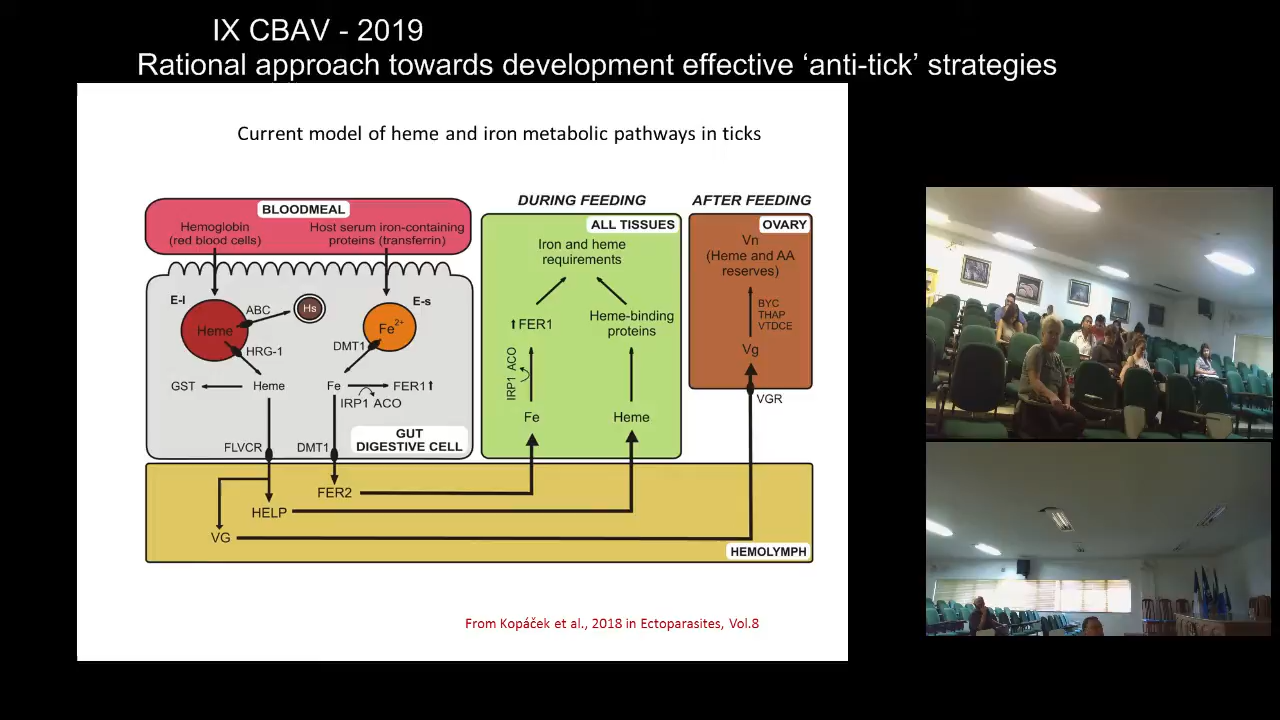 IX CBAV - 2019
Rational approach towards development effective ‘anti-tick’ strategies
Current model of heme and iron metabolic pathways in ticks
DURING FEEDING
AFTER FEEDING
BLOODMEAL
Hemoglobin
(red blood cells)
Host serum iron-containing
proteins (transferrin)
E-I
ABC
Hs
E-s
Heme
Fe2+
HRG-1
DMT1
GST
Heme
Fe
FER1
IRP1 ACO
FLVCR
DMT1
GUT
DIGESTIVE CELL
ALL TISSUES
Iron and heme
requirements
FER1
Heme-binding
proteins
IRP1 ACO
Fe
Heme
OVARY
Vn
(Heme and AA
reserves)
BYC
THAP
VTDCE
Vg
VGR
FER2
HELP
VG
HEMOLYMPH
From Kopáček et al., 2018 in Ectoparasites, Vol.8